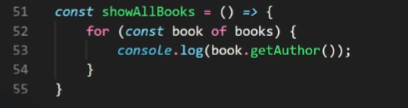 51 const showAllBooks = () => {
52     for (const book of books) {
53         console.log(book.getAuthor());
54     }
55 }